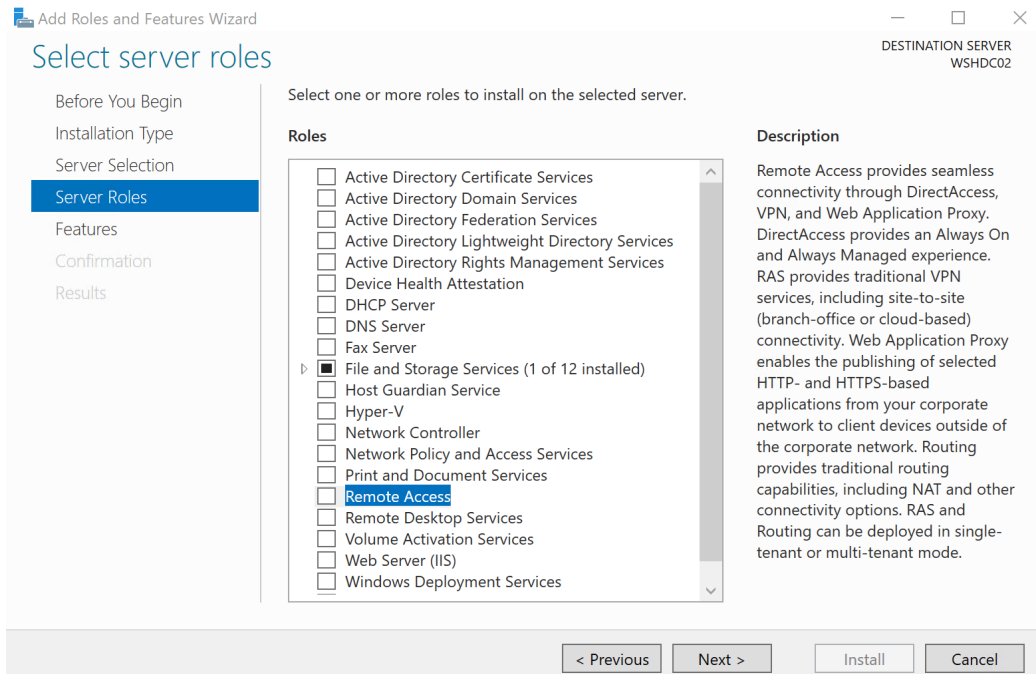 Add Roles and Features Wizard
Select server roles
DESTINATION SERVER
WSHDC02
Before You Begin
Installation Type
Server Selection
Server Roles
Features
Confirmation
Results
Select one or more roles to install on the selected server.
Roles
Active Directory Certificate Services
Active Directory Domain Services
Active Directory Federation Services
Active Directory Lightweight Directory Services
Active Directory Rights Management Services
Device Health Attestation
DHCP Server
DNS Server
Fax Server
File and Storage Services (1 of 12 installed)
Host Guardian Service
Hyper-V
Network Controller
Network Policy and Access Services
Print and Document Services
Remote Access
Remote Desktop Services
Volume Activation Services
Web Server (IIS)
Windows Deployment Services
Description
Remote Access provides seamless
connectivity through DirectAccess,
VPN, and Web Application Proxy.
DirectAccess provides an Always On
and Always Managed experience.
RAS provides traditional VPN
services, including site-to-site
(branch-office or cloud-based)
connectivity. Web Application Proxy
enables the publishing of selected
HTTP- and HTTPS-based
applications from your corporate
network to client devices outside of
the corporate network. Routing
provides traditional routing
capabilities, including NAT and other
connectivity options. RAS and
Routing can be deployed in single-
tenant or multi-tenant mode.
< Previous
Next >
Install
Cancel